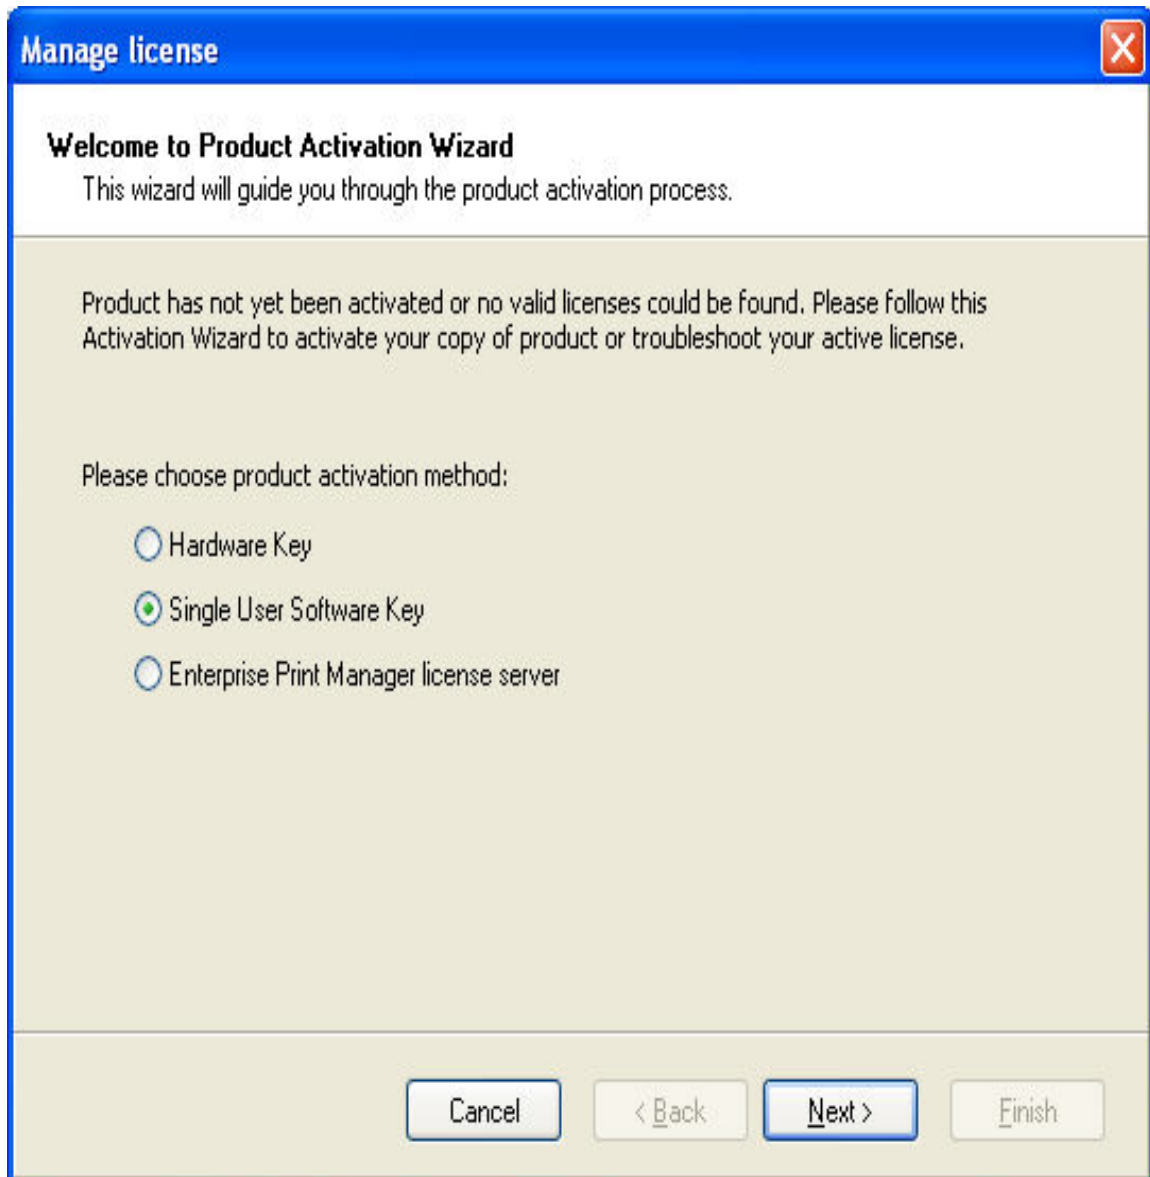 Manage license
Welcome to Product Activation Wizard
This wizard will guide you through the product activation process.
Product has not yet been activated or no valid licenses could be found. Please follow this
Activation Wizard to activate your copy of product or troubleshoot your active license.
Please choose product activation method:
Hardware Key
Single User Software Key
Enterprise Print Manager license server
Cancel
< Back
Next >
Finish